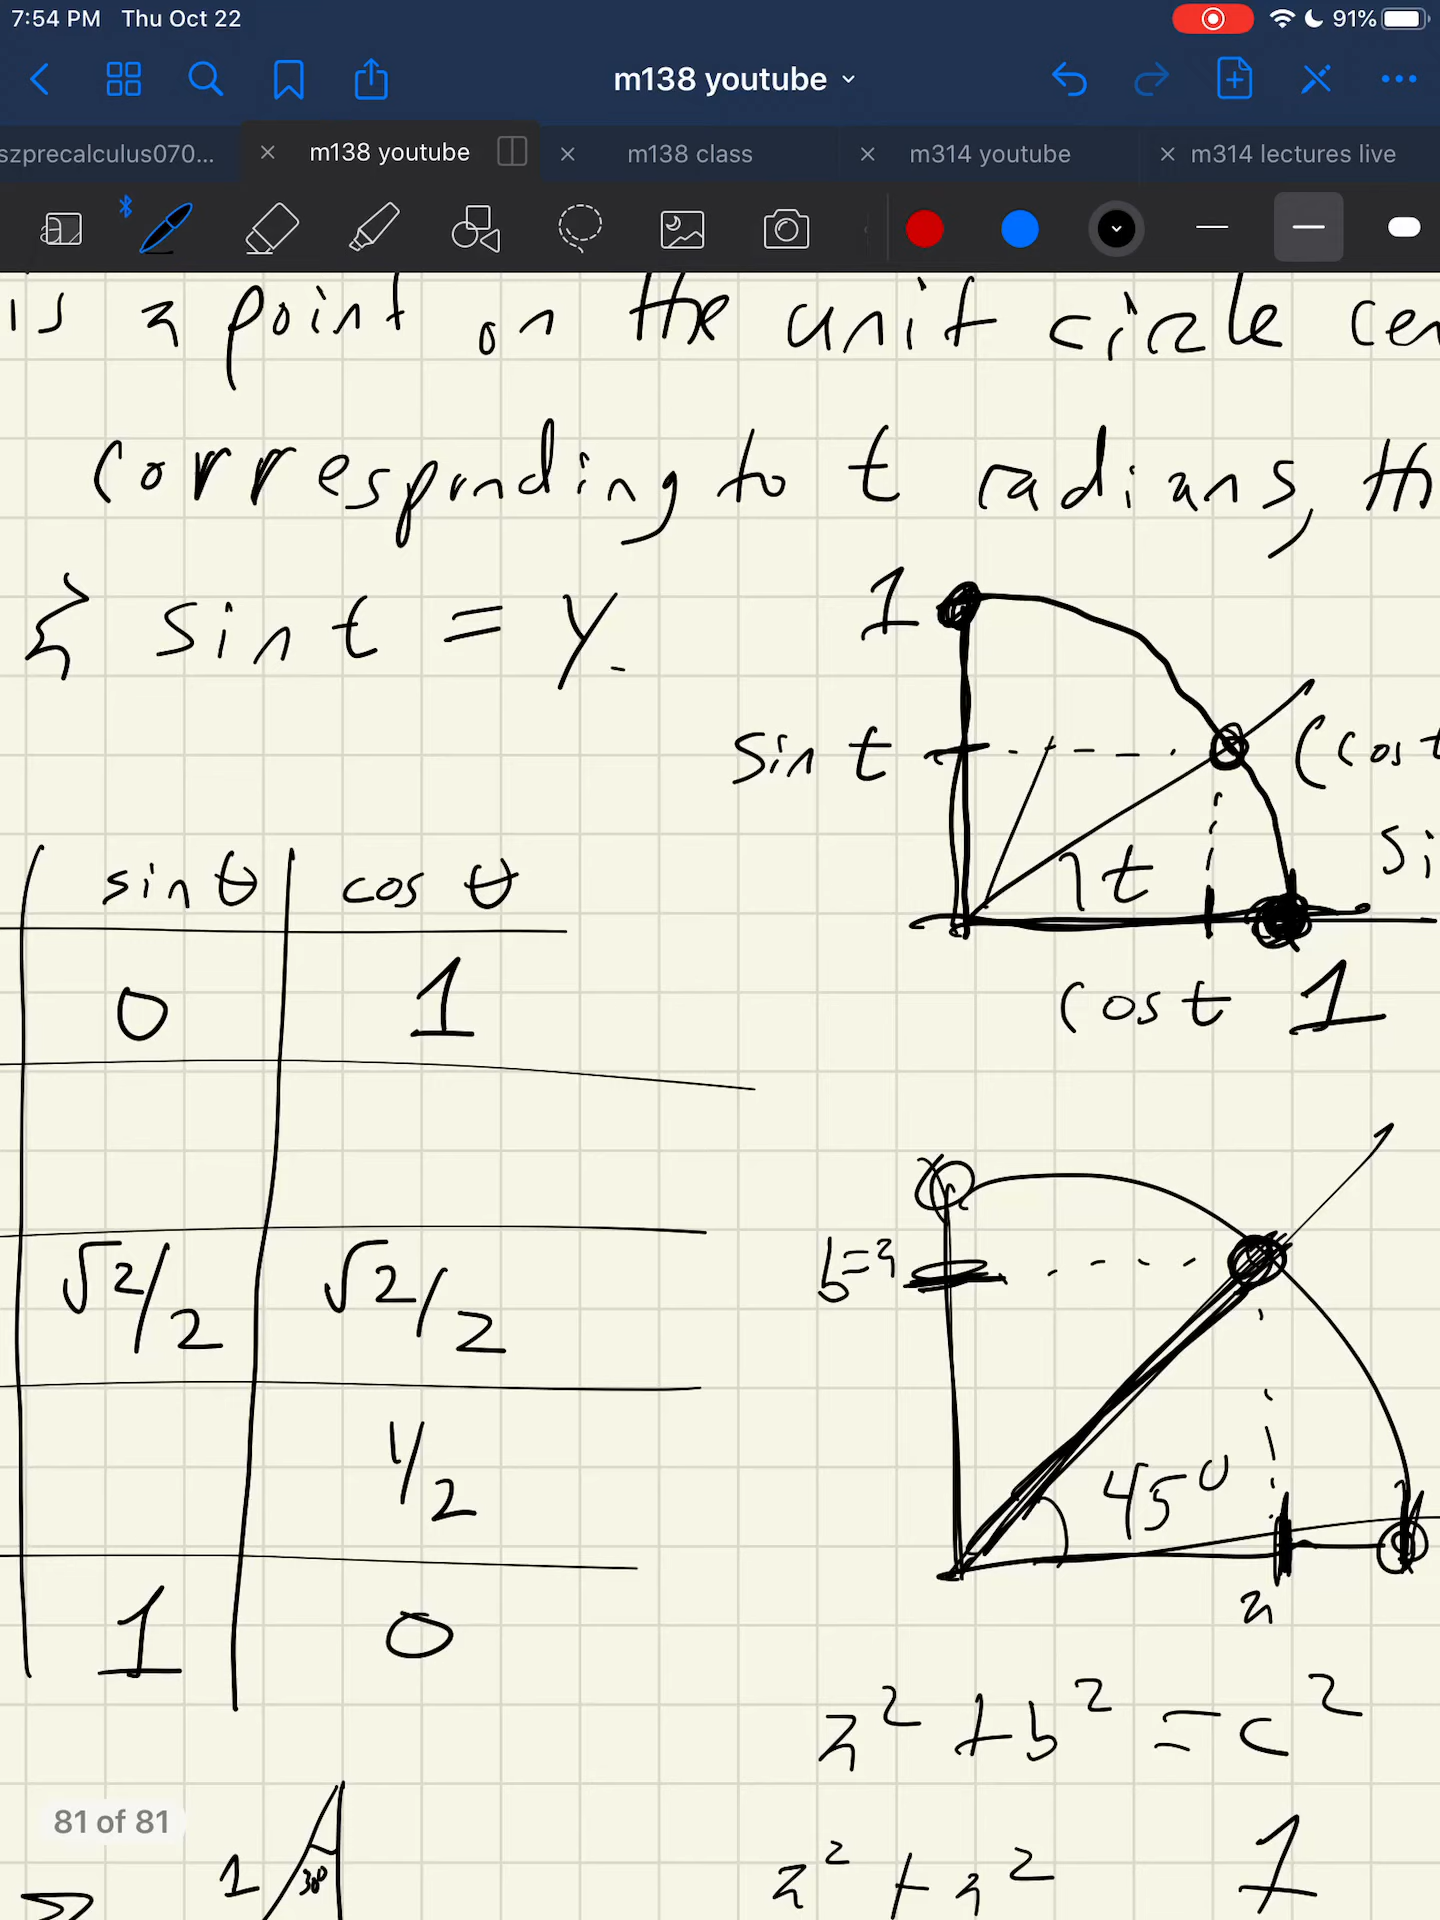 7:54 PM Thu Oct 22 91%
m138 youtube
szprecalculus070... m138 youtube m138 class m314 youtube m314 lectures live
is a point on the unit circle cen
corresponding to t radians, th
sin t = y.
1
sin t (cos t
t si
cos t 1
sin θ cos θ
0 1
√2/2 √2/2
1/2
1 0
b=a
45°
a
a² + b² = c²
81 of 81
1 30°
a² + a² 1